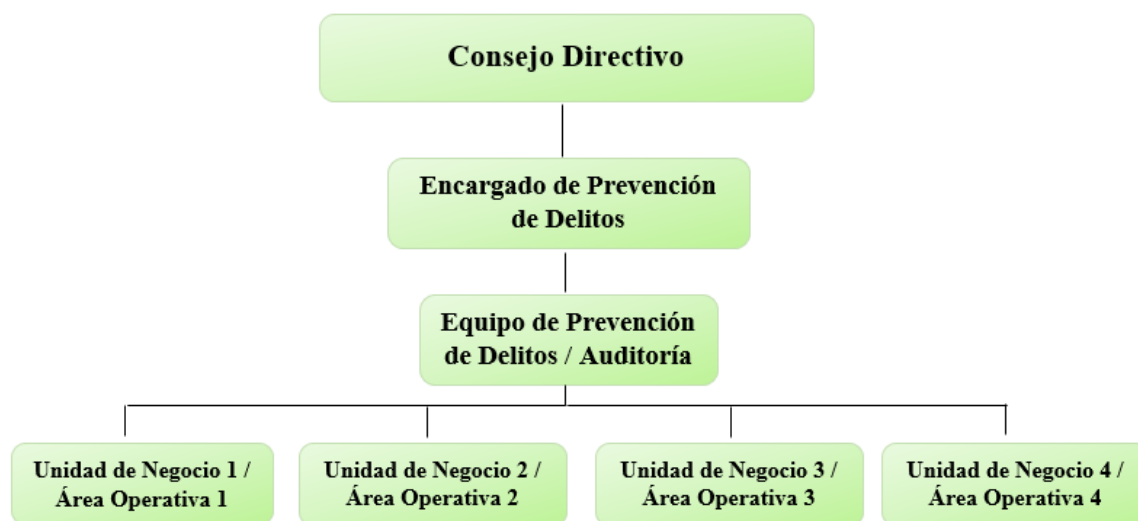 Consejo Directivo
Encargado de Prevención
de Delitos
Equipo de Prevención
de Delitos / Auditoría
Unidad de Negocio 1 /
Área Operativa 1
Unidad de Negocio 2 /
Área Operativa 2
Unidad de Negocio 3 /
Área Operativa 3
Unidad de Negocio 4 /
Área Operativa 4